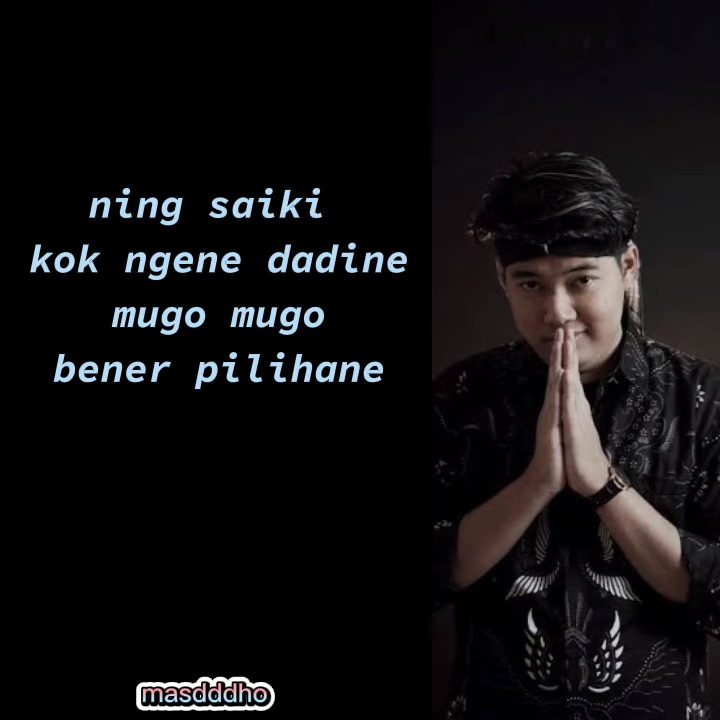 ning saiki
kok ngene dadine
mugo mugo
bener pilihane
masdddho